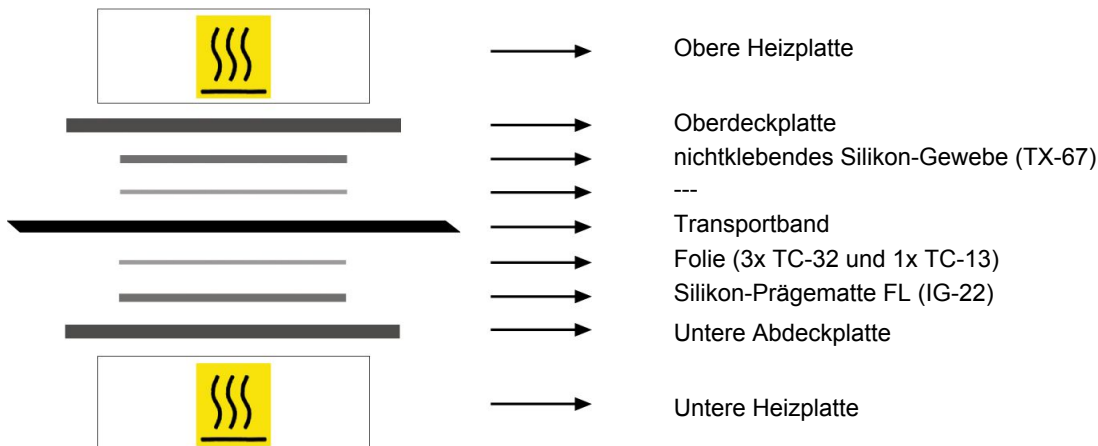 Obere Heizplatte
Oberdeckplatte
nichtklebendes Silikon-Gewebe (TX-67)
---
Transportband
Folie (3x TC-32 und 1x TC-13)
Silikon-Prägematte FL (IG-22)
Untere Abdeckplatte
Untere Heizplatte